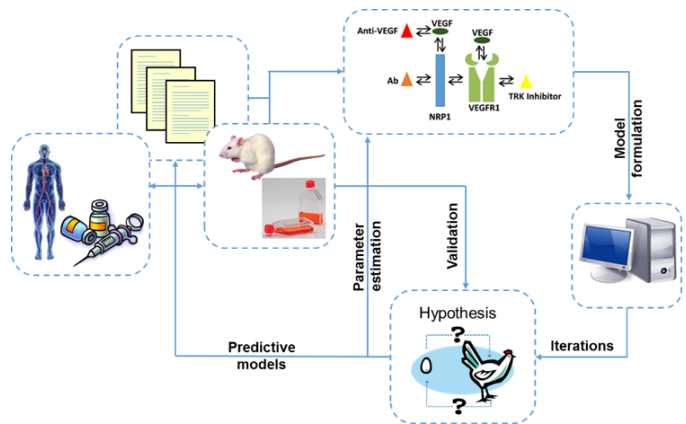 VEGF
VEGF
Anti-VEGF
Ab
TRK Inhibitor
NRP1
VEGFR1
Model
formulation
Parameter
estimation
Validation
Hypothesis
?
?
Predictive
models
Iterations